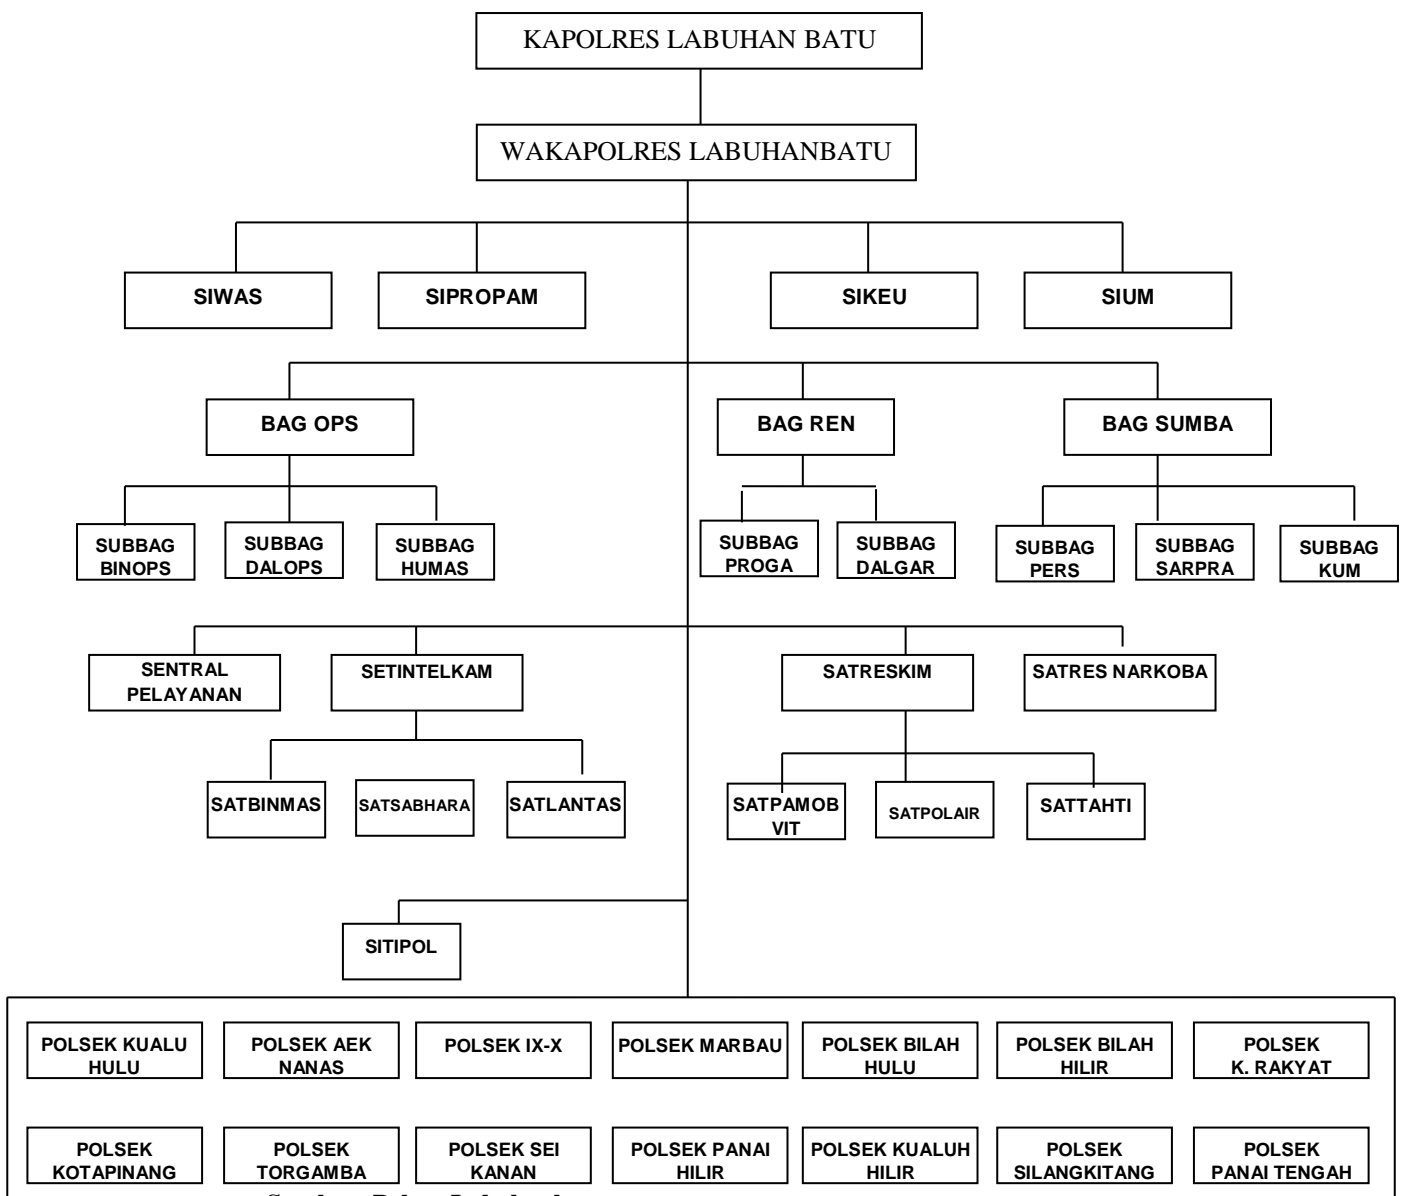 KAPOLRES LABUHAN BATU
WAKAPOLRES LABUHANBATU
SIWAS
SIPROPAM
SIKEU
SIUM
BAG OPS
BAG REN
BAG SUMBA
SUBBAG
BINOPS
SUBBAG
DALOPS
SUBBAG
HUMAS
SUBBAG
PROGA
SUBBAG
DALGAR
SUBBAG
PERS
SUBBAG
SARPRA
SUBBAG
KUM
SENTRAL
PELAYANAN
SETINTELKAM
SATRESKIM
SATRES NARKOBA
SATBINMAS
SATSABHARA
SATLANTAS
SATPAMOB
VIT
SATPOLAIR
SATTAHTI
SITIPOL
POLSEK KUALU
HULU
POLSEK AEK
NANAS
POLSEK IX-X
POLSEK MARBAU
POLSEK BILAH
HULU
POLSEK BILAH
HILIR
POLSEK
K. RAKYAT
POLSEK
KOTAPINANG
POLSEK
TORGAMBA
POLSEK SEI
KANAN
POLSEK PANAI
HILIR
POLSEK KUALUH
HILIR
POLSEK
SILANGKITANG
POLSEK
PANAI TENGAH